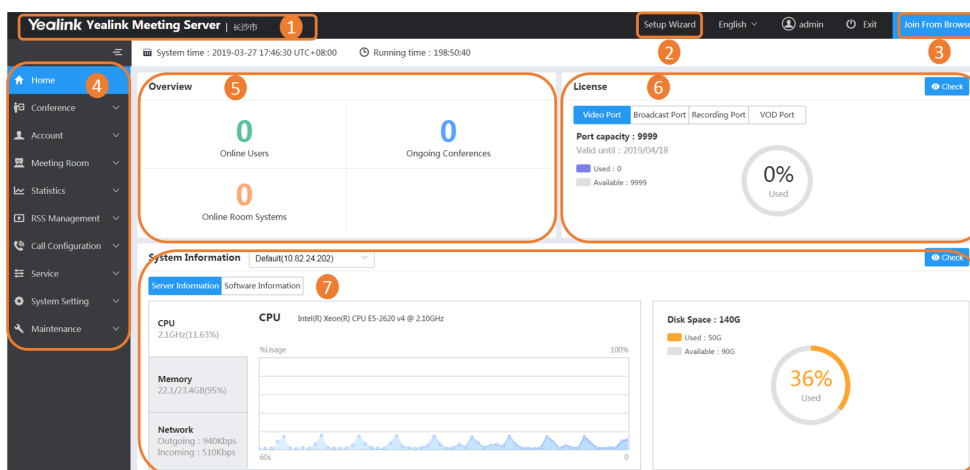 Yealink Yealink Meeting Server | 长沙市 1
Setup Wizard English admin Exit Join From Browse
2 3
System time : 2019-03-27 17:46:30 UTC+08:00 Running time : 198:50:40
Home 4
Conference
Account
Meeting Room
Statistics
RSS Management
Call Configuration
Service
System Setting
Maintenance
Overview 5
0
Online Users
0
Ongoing Conferences
0
Online Room Systems
License 6 Check
Video Port Broadcast Port Recording Port VOD Port
Port capacity : 9999
Valid until : 2019/04/18
Used : 0
Available : 9999
0%
Used
System Information Default(10.82.24.202) Check
Server Information Software Information 7
CPU
2.1GHz(11.63%)
Memory
22.1/23.4GB(95%)
Network
Outgoing : 940Kbps
Incoming : 510Kbps
CPU Intel(R) Xeon(R) CPU E5-2620 v4 @ 2.10GHz
%Usage 100%
60s 0
Disk Space : 140G
Used : 50G
Available : 90G
36%
Used